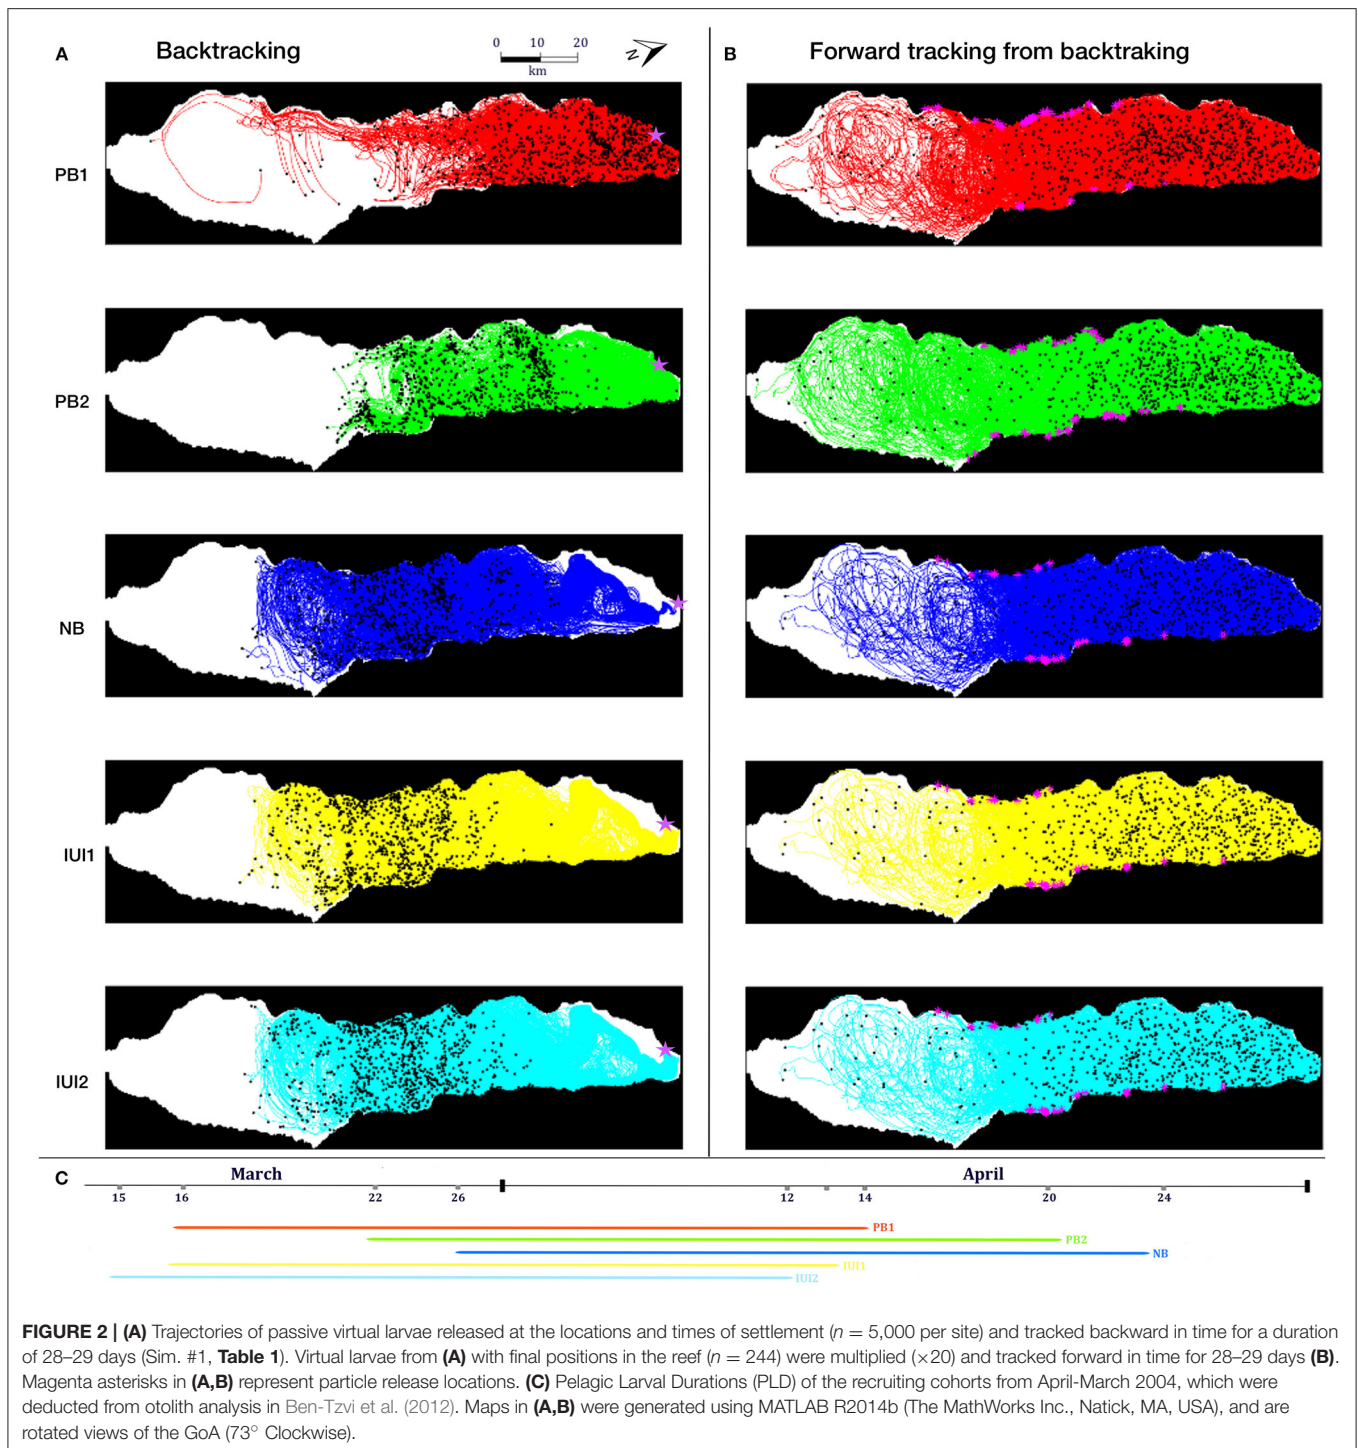 A Backtracking 0 10 20 km N
B Forward tracking from backtraking
PB1
PB2
NB
IUI1
IUI2
C March April
15 16 22 26 12 14 20 24
PB1
PB2
NB
IUI1
IUI2
FIGURE 2 | (A) Trajectories of passive virtual larvae released at the locations and times of settlement (n = 5,000 per site) and tracked backward in time for a duration
of 28–29 days (Sim. #1, Table 1). Virtual larvae from (A) with final positions in the reef (n = 244) were multiplied (×20) and tracked forward in time for 28–29 days (B).
Magenta asterisks in (A,B) represent particle release locations. (C) Pelagic Larval Durations (PLD) of the recruiting cohorts from April-March 2004, which were
deducted from otolith analysis in Ben-Tzvi et al. (2012). Maps in (A,B) were generated using MATLAB R2014b (The MathWorks Inc., Natick, MA, USA), and are
rotated views of the GoA (73° Clockwise).